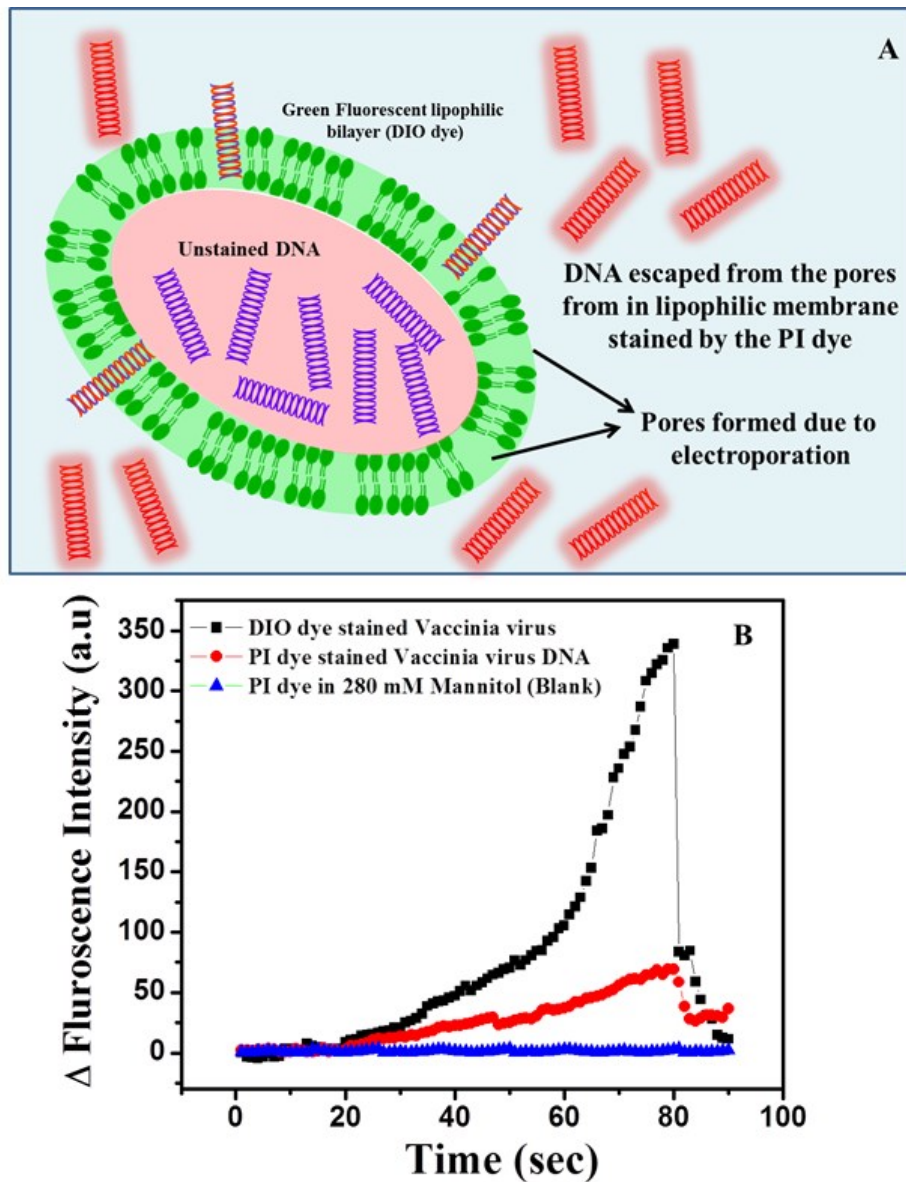 A
Green Fluorescent lipophilic
bilayer (DIO dye)
Unstained DNA
DNA escaped from the pores
from in lipophilic membrane
stained by the PI dye
Pores formed due to
electroporation
B
DIO dye stained Vaccinia virus
PI dye stained Vaccinia virus DNA
PI dye in 280 mM Mannitol (Blank)
Δ Fluroscence Intensity (a.u)
350
300
250
200
150
100
50
0
0 20 40 60 80 100
Time (sec)